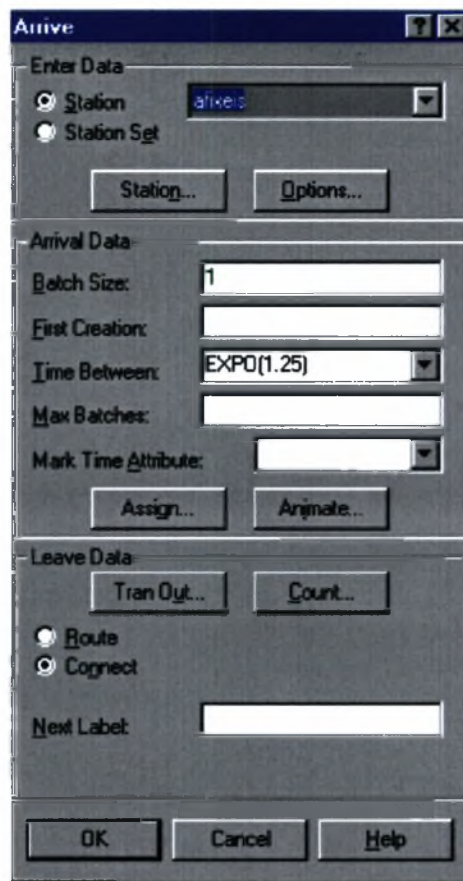 Arrive
Enter Data
Station afikeis
Station Set
Station... Options...
Arrival Data
Batch Size: 1
First Creation:
Time Between: EXPO(1.25)
Max Batches:
Mark Time Attribute:
Assign... Animate...
Leave Data
Tran Out... Count...
Route
Connect
Next Label:
OK Cancel Help